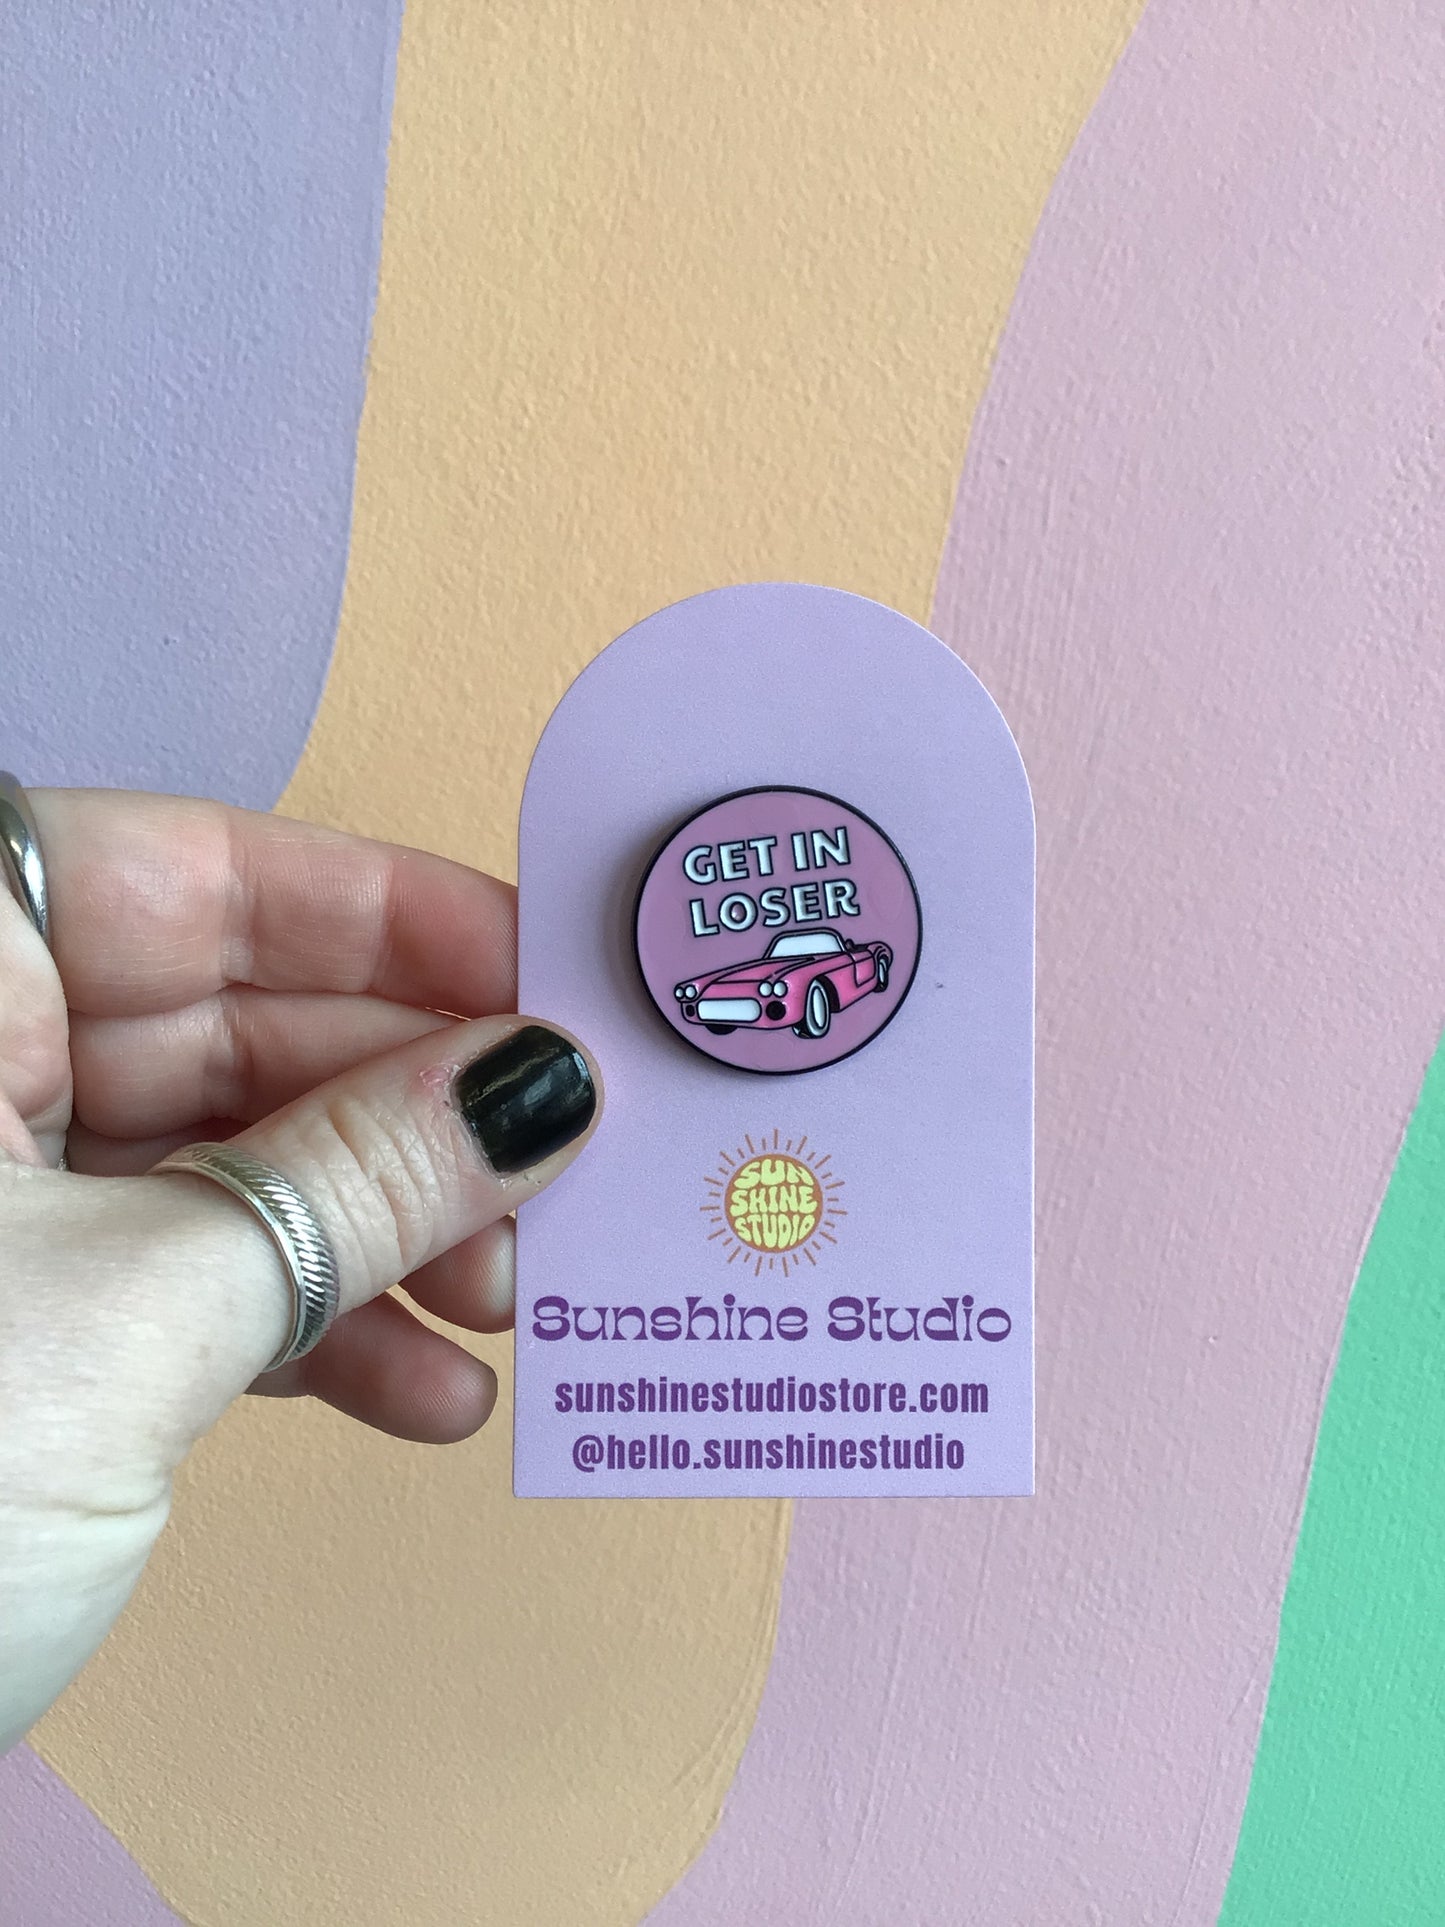 GET IN
LOSER
SUN
SHINE
STUDIO
Sunshine Studio
sunshinestudiostore.com
@hello.sunshinestudio